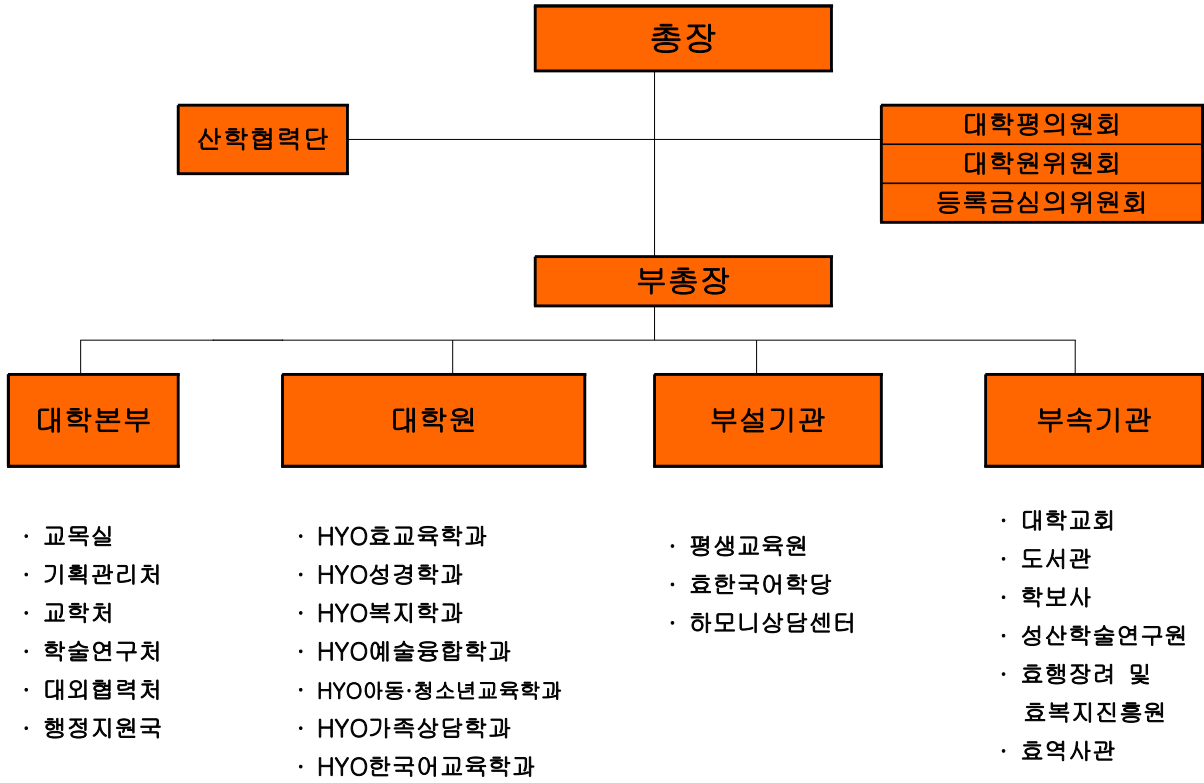 총장
산학협력단
대학평의원회
대학원위원회
등록금심의위원회
부총장
대학본부
대학원
부설기관
부속기관
· 교목실
· 기획관리처
· 교학처
· 학술연구처
· 대외협력처
· 행정지원국
· HYO효교육학과
· HYO성경학과
· HYO복지학과
· HYO예술융합학과
· HYO아동·청소년교육학과
· HYO가족상담학과
· HYO한국어교육학과
· 평생교육원
· 효한국어학당
· 하모니상담센터
· 대학교회
· 도서관
· 학보사
· 성산학술연구원
· 효행장려 및
효복지진흥원
· 효역사관